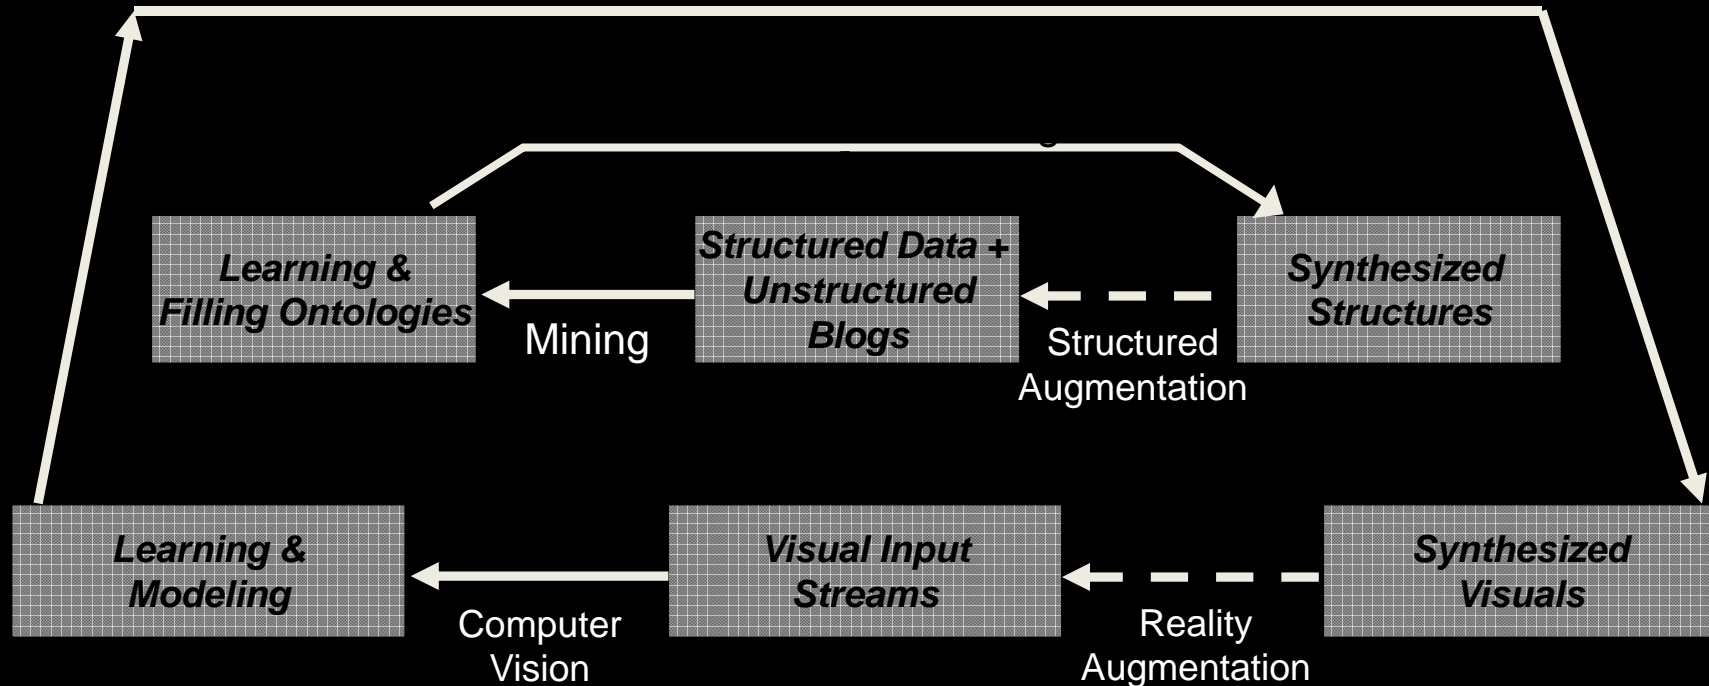 Learning &
Filling Ontologies
Mining
Structured Data +
Unstructured
Blogs
Structured
Augmentation
Synthesized
Structures
Learning &
Modeling
Computer
Vision
Visual Input
Streams
Reality
Augmentation
Synthesized
Visuals